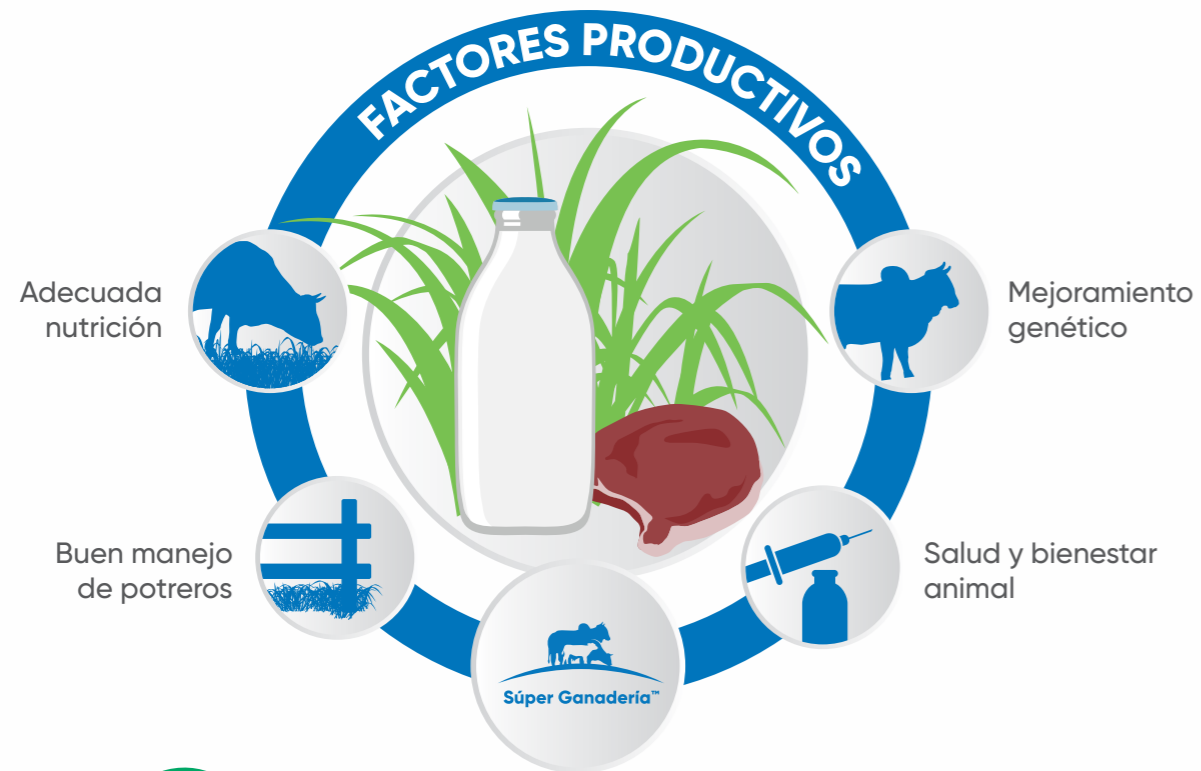 FACTORES PRODUCTIVOS
Adecuada
nutrición
Mejoramiento
genético
Buen manejo
de potreros
Salud y bienestar
animal
Súper Ganadería™